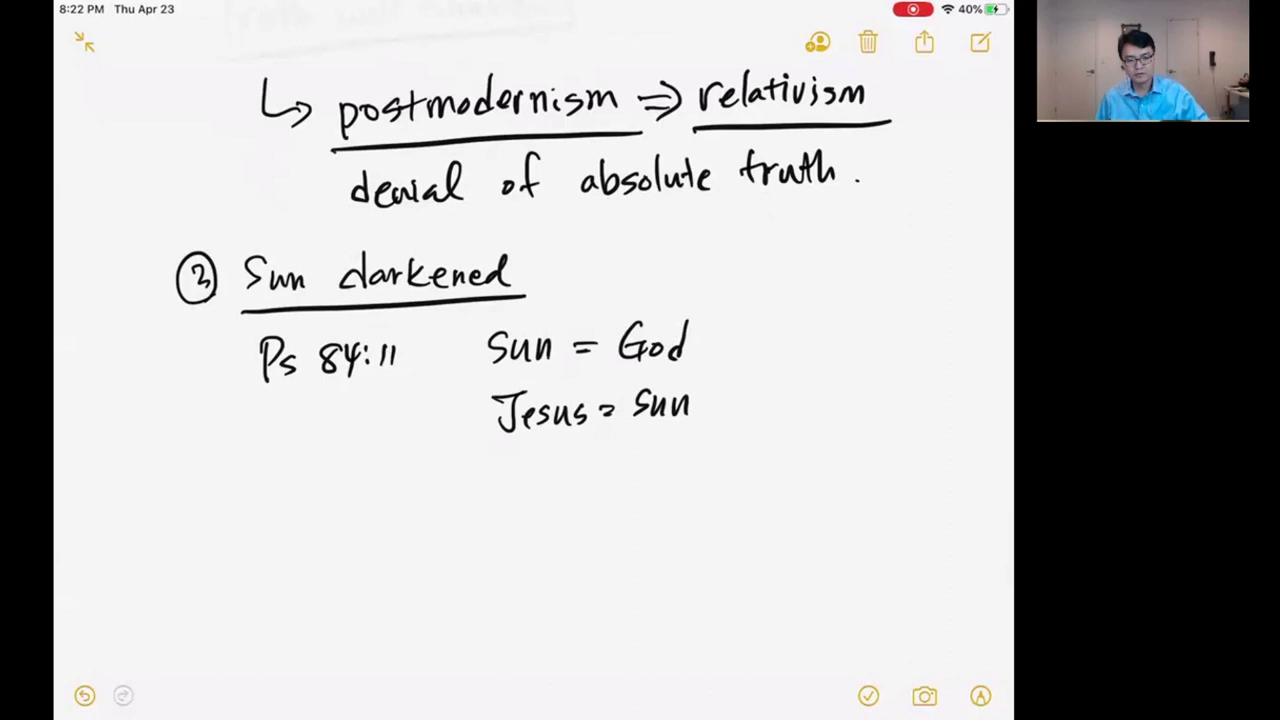 8:22 PM Thu Apr 23
40%
↳ postmodernism ⇒ relativism
denial of absolute truth.
③ Sun darkened
Ps 84:11 sun = God
Jesus = sun